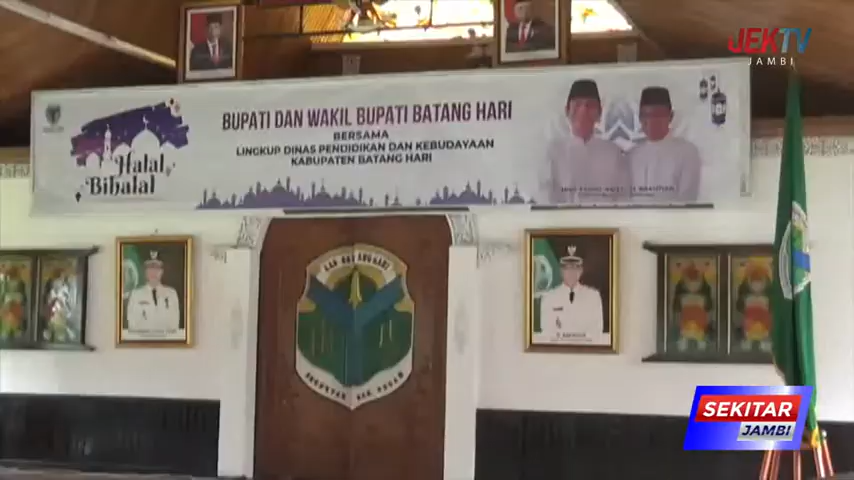 JEKTV
JAMBI
BUPATI DAN WAKIL BUPATI BATANG HARI
BERSAMA
LINGKUP DINAS PENDIDIKAN DAN KEBUDAYAAN
KABUPATEN BATANG HARI
Halal
Bihalal
SEKITAR
JAMBI